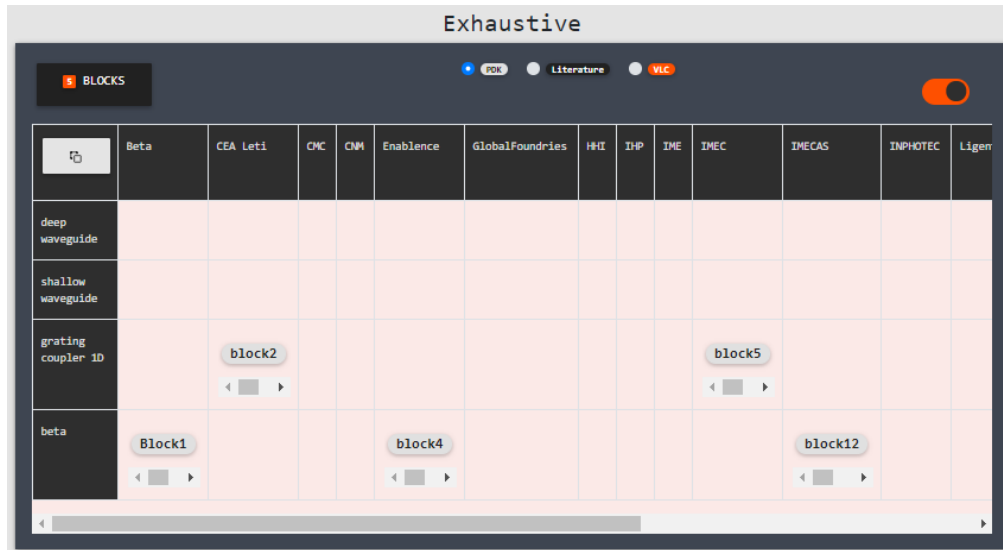 Exhaustive
5 BLOCKS
PDK Literature VLC
Beta CEA Leti CMC CNM Enablence GlobalFoundries HHI IHP IME IMEC IMECAS INPHOTEC Ligen
deep
waveguide
shallow
waveguide
grating
coupler 1D
block2 block5
beta
Block1 block4 block12